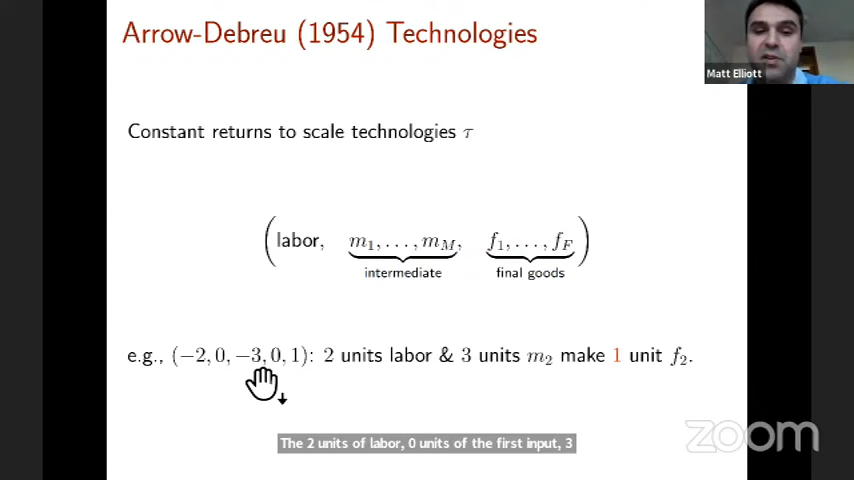 Arrow-Debreu (1954) Technologies
Matt Elliott
Constant returns to scale technologies τ
(labor, m₁, . . . , m_M, f₁, . . . , f_F)
intermediate final goods
e.g., (−2, 0, −3, 0, 1): 2 units labor & 3 units m₂ make 1 unit f₂.
The 2 units of labor, 0 units of the first input, 3
zoom